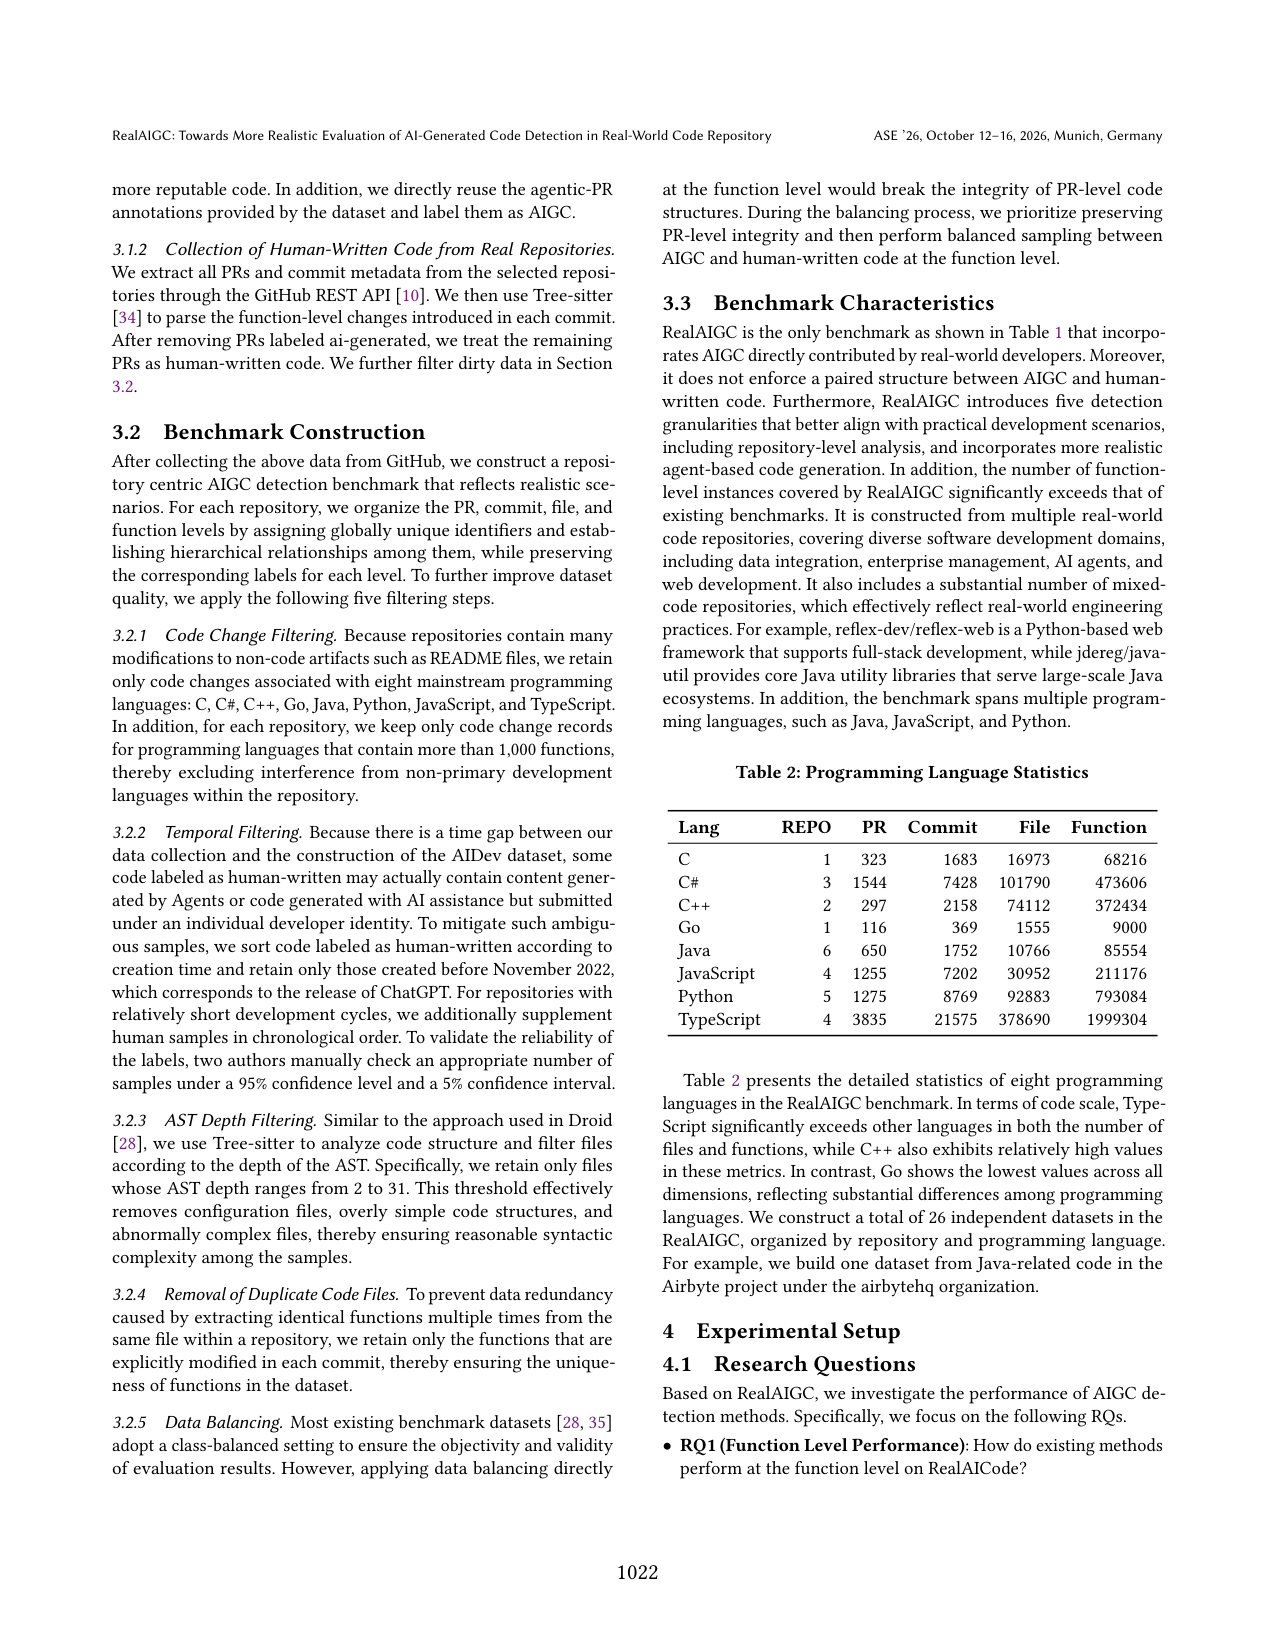 RealAIGC: Towards More Realistic Evaluation of AI-Generated Code Detection in Real-World Code Repository
ASE ’26, October 12–16, 2026, Munich, Germany
more reputable code. In addition, we directly reuse the agentic-PR
annotations provided by the dataset and label them as AIGC.
3.1.2 Collection of Human-Written Code from Real Repositories.
We extract all PRs and commit metadata from the selected reposi-
tories through the GitHub REST API [10]. We then use Tree-sitter
[34] to parse the function-level changes introduced in each commit.
After removing PRs labeled ai-generated, we treat the remaining
PRs as human-written code. We further filter dirty data in Section
3.2.
3.2 Benchmark Construction
After collecting the above data from GitHub, we construct a reposi-
tory centric AIGC detection benchmark that reflects realistic sce-
narios. For each repository, we organize the PR, commit, file, and
function levels by assigning globally unique identifiers and estab-
lishing hierarchical relationships among them, while preserving
the corresponding labels for each level. To further improve dataset
quality, we apply the following five filtering steps.
3.2.1 Code Change Filtering. Because repositories contain many
modifications to non-code artifacts such as README files, we retain
only code changes associated with eight mainstream programming
languages: C, C#, C++, Go, Java, Python, JavaScript, and TypeScript.
In addition, for each repository, we keep only code change records
for programming languages that contain more than 1,000 functions,
thereby excluding interference from non-primary development
languages within the repository.
3.2.2 Temporal Filtering. Because there is a time gap between our
data collection and the construction of the AIDev dataset, some
code labeled as human-written may actually contain content gener-
ated by Agents or code generated with AI assistance but submitted
under an individual developer identity. To mitigate such ambigu-
ous samples, we sort code labeled as human-written according to
creation time and retain only those created before November 2022,
which corresponds to the release of ChatGPT. For repositories with
relatively short development cycles, we additionally supplement
human samples in chronological order. To validate the reliability of
the labels, two authors manually check an appropriate number of
samples under a 95% confidence level and a 5% confidence interval.
3.2.3 AST Depth Filtering. Similar to the approach used in Droid
[28], we use Tree-sitter to analyze code structure and filter files
according to the depth of the AST. Specifically, we retain only files
whose AST depth ranges from 2 to 31. This threshold effectively
removes configuration files, overly simple code structures, and
abnormally complex files, thereby ensuring reasonable syntactic
complexity among the samples.
3.2.4 Removal of Duplicate Code Files. To prevent data redundancy
caused by extracting identical functions multiple times from the
same file within a repository, we retain only the functions that are
explicitly modified in each commit, thereby ensuring the unique-
ness of functions in the dataset.
3.2.5 Data Balancing. Most existing benchmark datasets [28, 35]
adopt a class-balanced setting to ensure the objectivity and validity
of evaluation results. However, applying data balancing directly
at the function level would break the integrity of PR-level code
structures. During the balancing process, we prioritize preserving
PR-level integrity and then perform balanced sampling between
AIGC and human-written code at the function level.
3.3 Benchmark Characteristics
RealAIGC is the only benchmark as shown in Table 1 that incorpo-
rates AIGC directly contributed by real-world developers. Moreover,
it does not enforce a paired structure between AIGC and human-
written code. Furthermore, RealAIGC introduces five detection
granularities that better align with practical development scenarios,
including repository-level analysis, and incorporates more realistic
agent-based code generation. In addition, the number of function-
level instances covered by RealAIGC significantly exceeds that of
existing benchmarks. It is constructed from multiple real-world
code repositories, covering diverse software development domains,
including data integration, enterprise management, AI agents, and
web development. It also includes a substantial number of mixed-
code repositories, which effectively reflect real-world engineering
practices. For example, reflex-dev/reflex-web is a Python-based web
framework that supports full-stack development, while jdereg/java-
util provides core Java utility libraries that serve large-scale Java
ecosystems. In addition, the benchmark spans multiple program-
ming languages, such as Java, JavaScript, and Python.
Table 2: Programming Language Statistics
Lang REPO PR Commit File Function
C 1 323 1683 16973 68216
C# 3 1544 7428 101790 473606
C++ 2 297 2158 74112 372434
Go 1 116 369 1555 9000
Java 6 650 1752 10766 85554
JavaScript 4 1255 7202 30952 211176
Python 5 1275 8769 92883 793084
TypeScript 4 3835 21575 378690 1999304
Table 2 presents the detailed statistics of eight programming
languages in the RealAIGC benchmark. In terms of code scale, Type-
Script significantly exceeds other languages in both the number of
files and functions, while C++ also exhibits relatively high values
in these metrics. In contrast, Go shows the lowest values across all
dimensions, reflecting substantial differences among programming
languages. We construct a total of 26 independent datasets in the
RealAIGC, organized by repository and programming language.
For example, we build one dataset from Java-related code in the
Airbyte project under the airbytehq organization.
4 Experimental Setup
4.1 Research Questions
Based on RealAIGC, we investigate the performance of AIGC de-
tection methods. Specifically, we focus on the following RQs.
• RQ1 (Function Level Performance): How do existing methods
perform at the function level on RealAICode?
1022